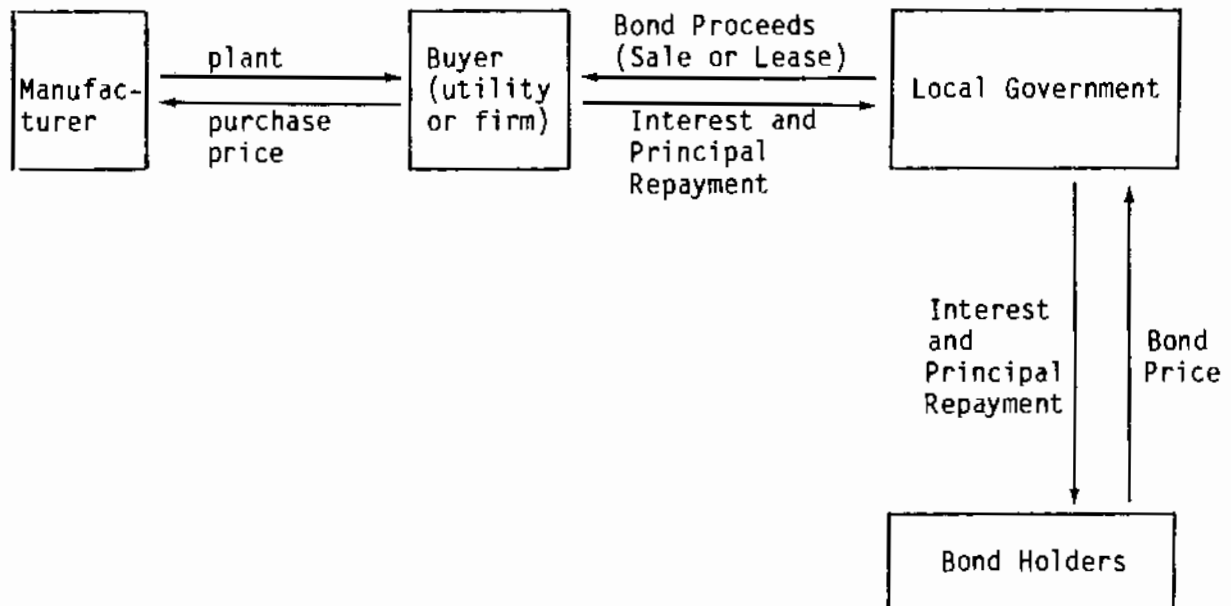 Manufac-
turer
plant
purchase
price
Buyer
(utility
or firm)
Bond Proceeds
(Sale or Lease)
Interest and
Principal
Repayment
Local Government
Interest
and
Principal
Repayment
Bond
Price
Bond Holders